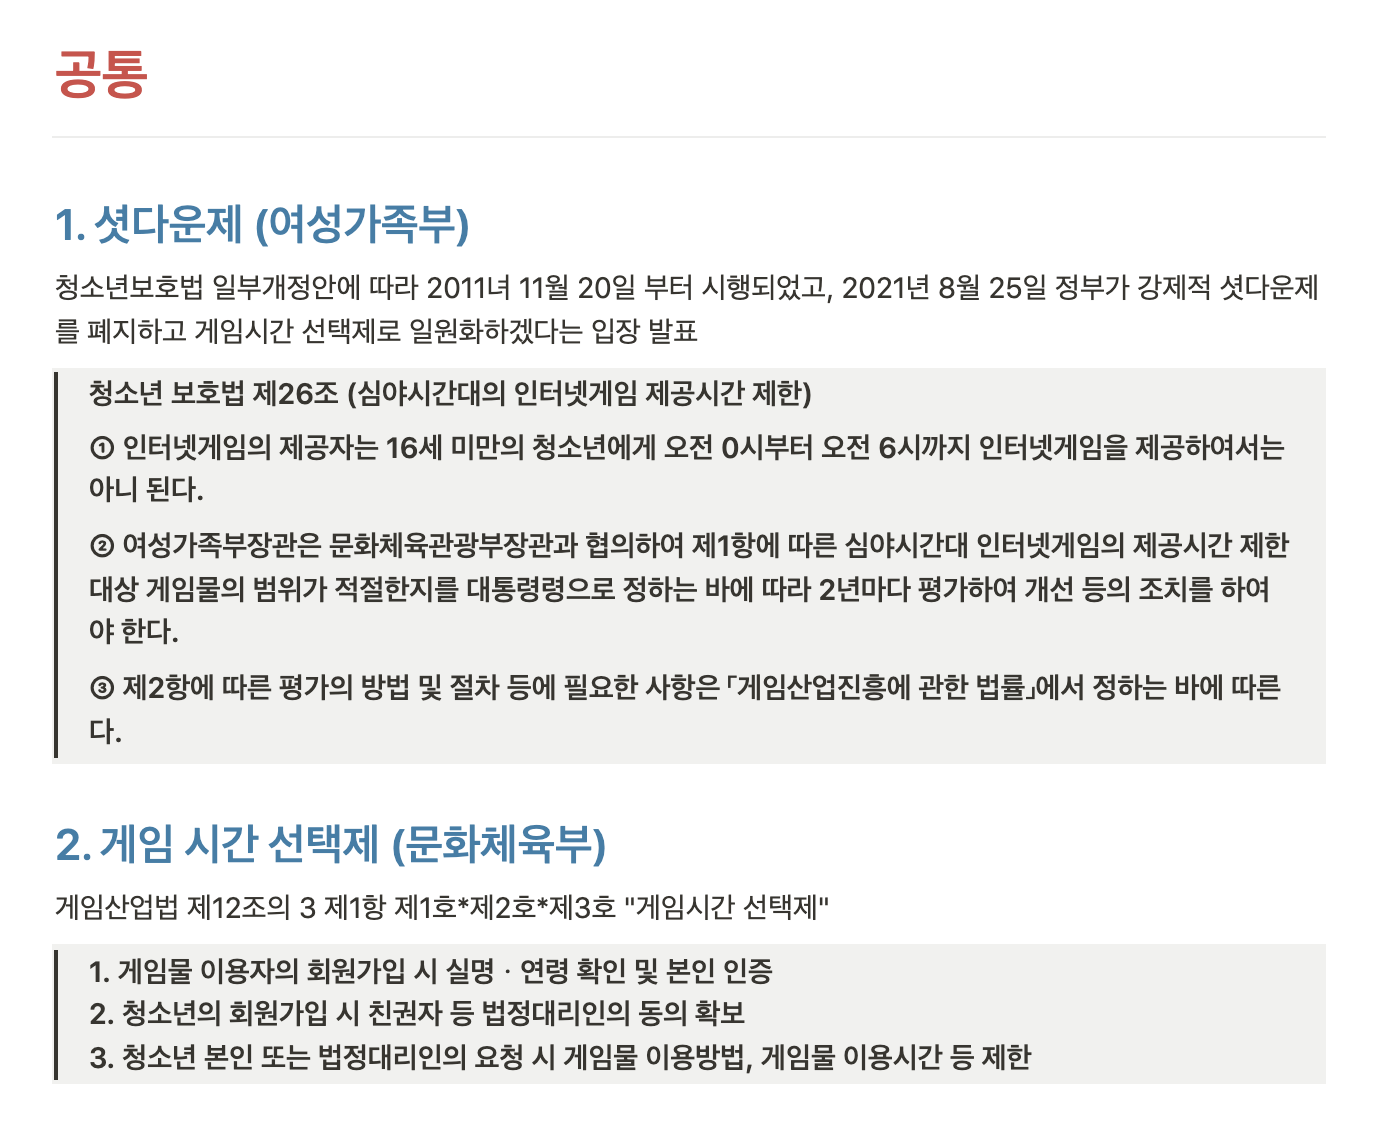 공통
1. 셧다운제 (여성가족부)
청소년보호법 일부개정안에 따라 2011녀 11월 20일 부터 시행되었고, 2021년 8월 25일 정부가 강제적 셧다운제
를 폐지하고 게임시간 선택제로 일원화하겠다는 입장 발표
청소년 보호법 제26조 (심야시간대의 인터넷게임 제공시간 제한)
① 인터넷게임의 제공자는 16세 미만의 청소년에게 오전 0시부터 오전 6시까지 인터넷게임을 제공하여서는
아니 된다.
② 여성가족부장관은 문화체육관광부장관과 협의하여 제1항에 따른 심야시간대 인터넷게임의 제공시간 제한
대상 게임물의 범위가 적절한지를 대통령령으로 정하는 바에 따라 2년마다 평가하여 개선 등의 조치를 하여
야 한다.
③ 제2항에 따른 평가의 방법 및 절차 등에 필요한 사항은 「게임산업진흥에 관한 법률」에서 정하는 바에 따른
다.
2. 게임 시간 선택제 (문화체육부)
게임산업법 제12조의 3 제1항 제1호*제2호*제3호 "게임시간 선택제"
1. 게임물 이용자의 회원가입 시 실명 · 연령 확인 및 본인 인증
2. 청소년의 회원가입 시 친권자 등 법정대리인의 동의 확보
3. 청소년 본인 또는 법정대리인의 요청 시 게임물 이용방법, 게임물 이용시간 등 제한